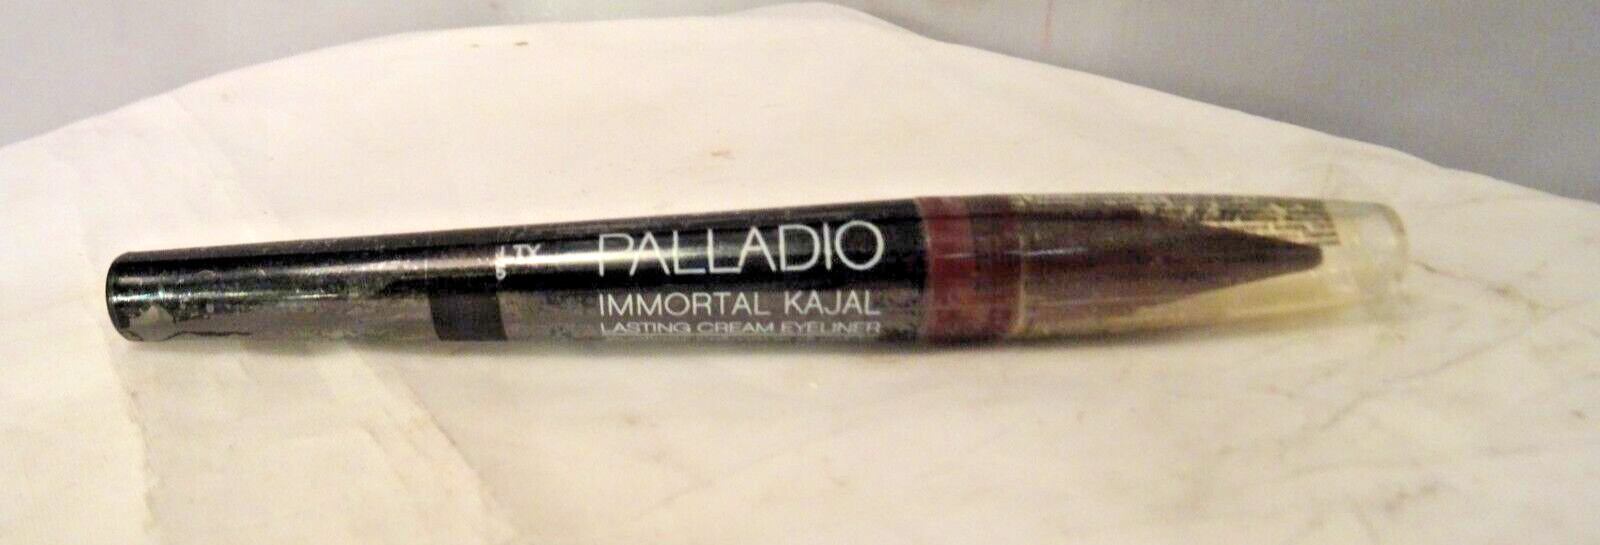 PALLADIO
IMMORTAL KAJAL
LASTING CREAM EYELINER